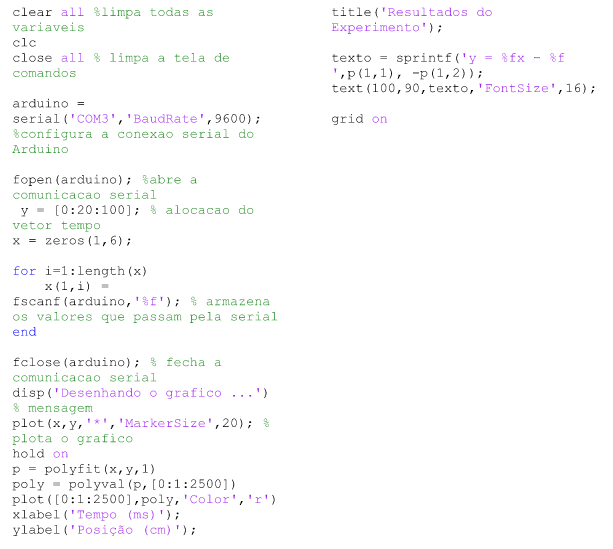 clear all %limpa todas as
variaveis
clc
close all % limpa a tela de
comandos
arduino =
serial('COM3','BaudRate',9600);
%configura a conexao serial do
Arduino
fopen(arduino); %abre a
comunicacao serial
 y = [0:20:100]; % alocacao do
vetor tempo
x = zeros(1,6);
for i=1:length(x)
    x(1,i) =
fscanf(arduino,'%f'); % armazena
os valores que passam pela serial
end
fclose(arduino); % fecha a
comunicacao serial
disp('Desenhando o grafico ...')
% mensagem
plot(x,y,'*','MarkerSize',20); %
plota o grafico
hold on
p = polyfit(x,y,1)
poly = polyval(p,[0:1:2500])
plot([0:1:2500],poly,'Color','r')
xlabel('Tempo (ms)');
ylabel('Posição (cm)');
title('Resultados do
Experimento');
texto = sprintf('y = %fx - %f
',p(1,1), -p(1,2));
text(100,90,texto,'FontSize',16);
grid on